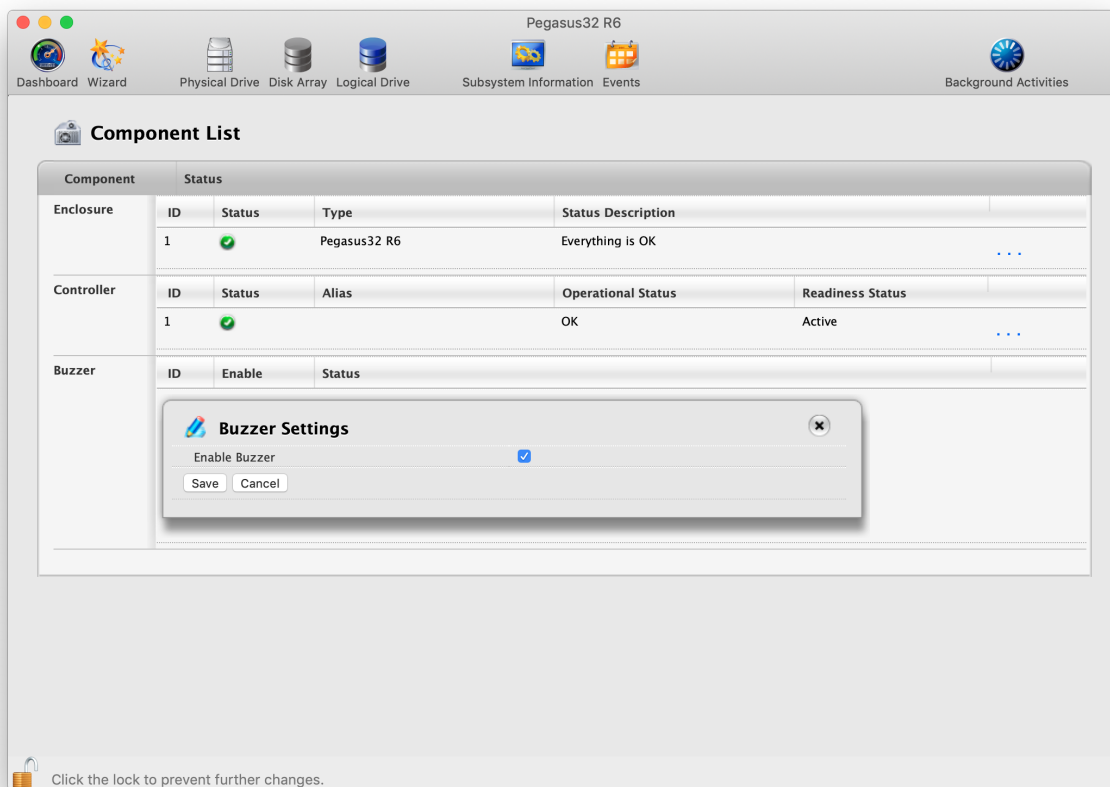 Pegasus32 R6
Dashboard Wizard Physical Drive Disk Array Logical Drive Subsystem Information Events Background Activities
Component List
Component Status
Enclosure ID Status Type Status Description
1 Pegasus32 R6 Everything is OK ...
Controller ID Status Alias Operational Status Readiness Status
1 OK Active ...
Buzzer ID Enable Status
Buzzer Settings
Enable Buzzer
Save Cancel
Click the lock to prevent further changes.